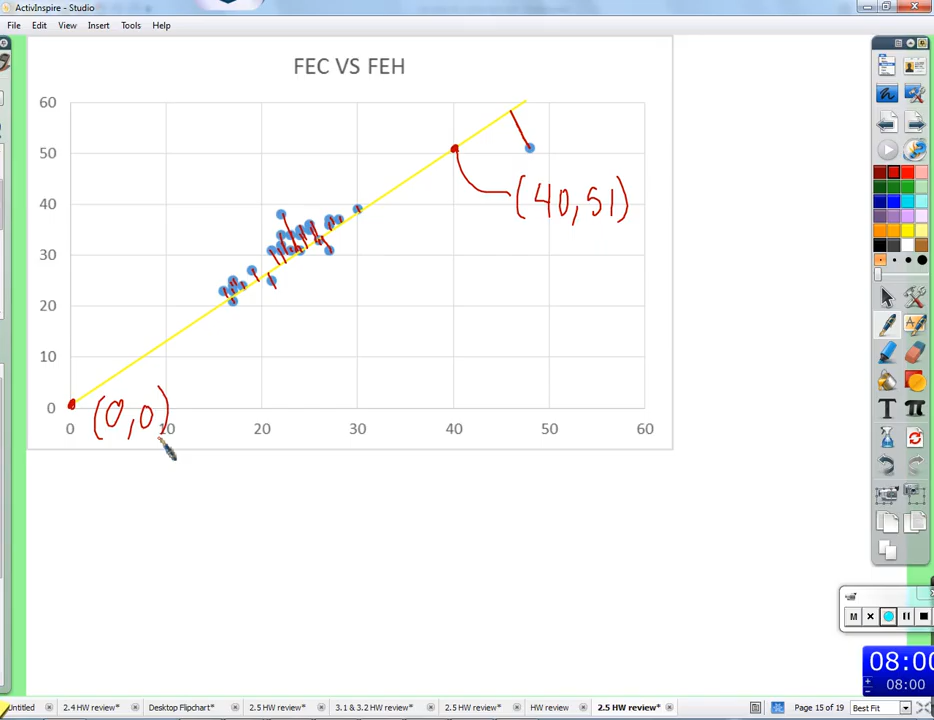 ActivInspire - Studio
File Edit View Insert Tools Help
FEC VS FEH
60
50
40
30
20
10
0
0 10 20 30 40 50 60
(40,51)
(0,0)
M
08:00
08:00
Untitled 2.4 HW review* Desktop Flipchart* 2.5 HW review* 3.1 & 3.2 HW review* 2.5 HW review* HW review 2.5 HW review* Page 15 of 19 Best Fit